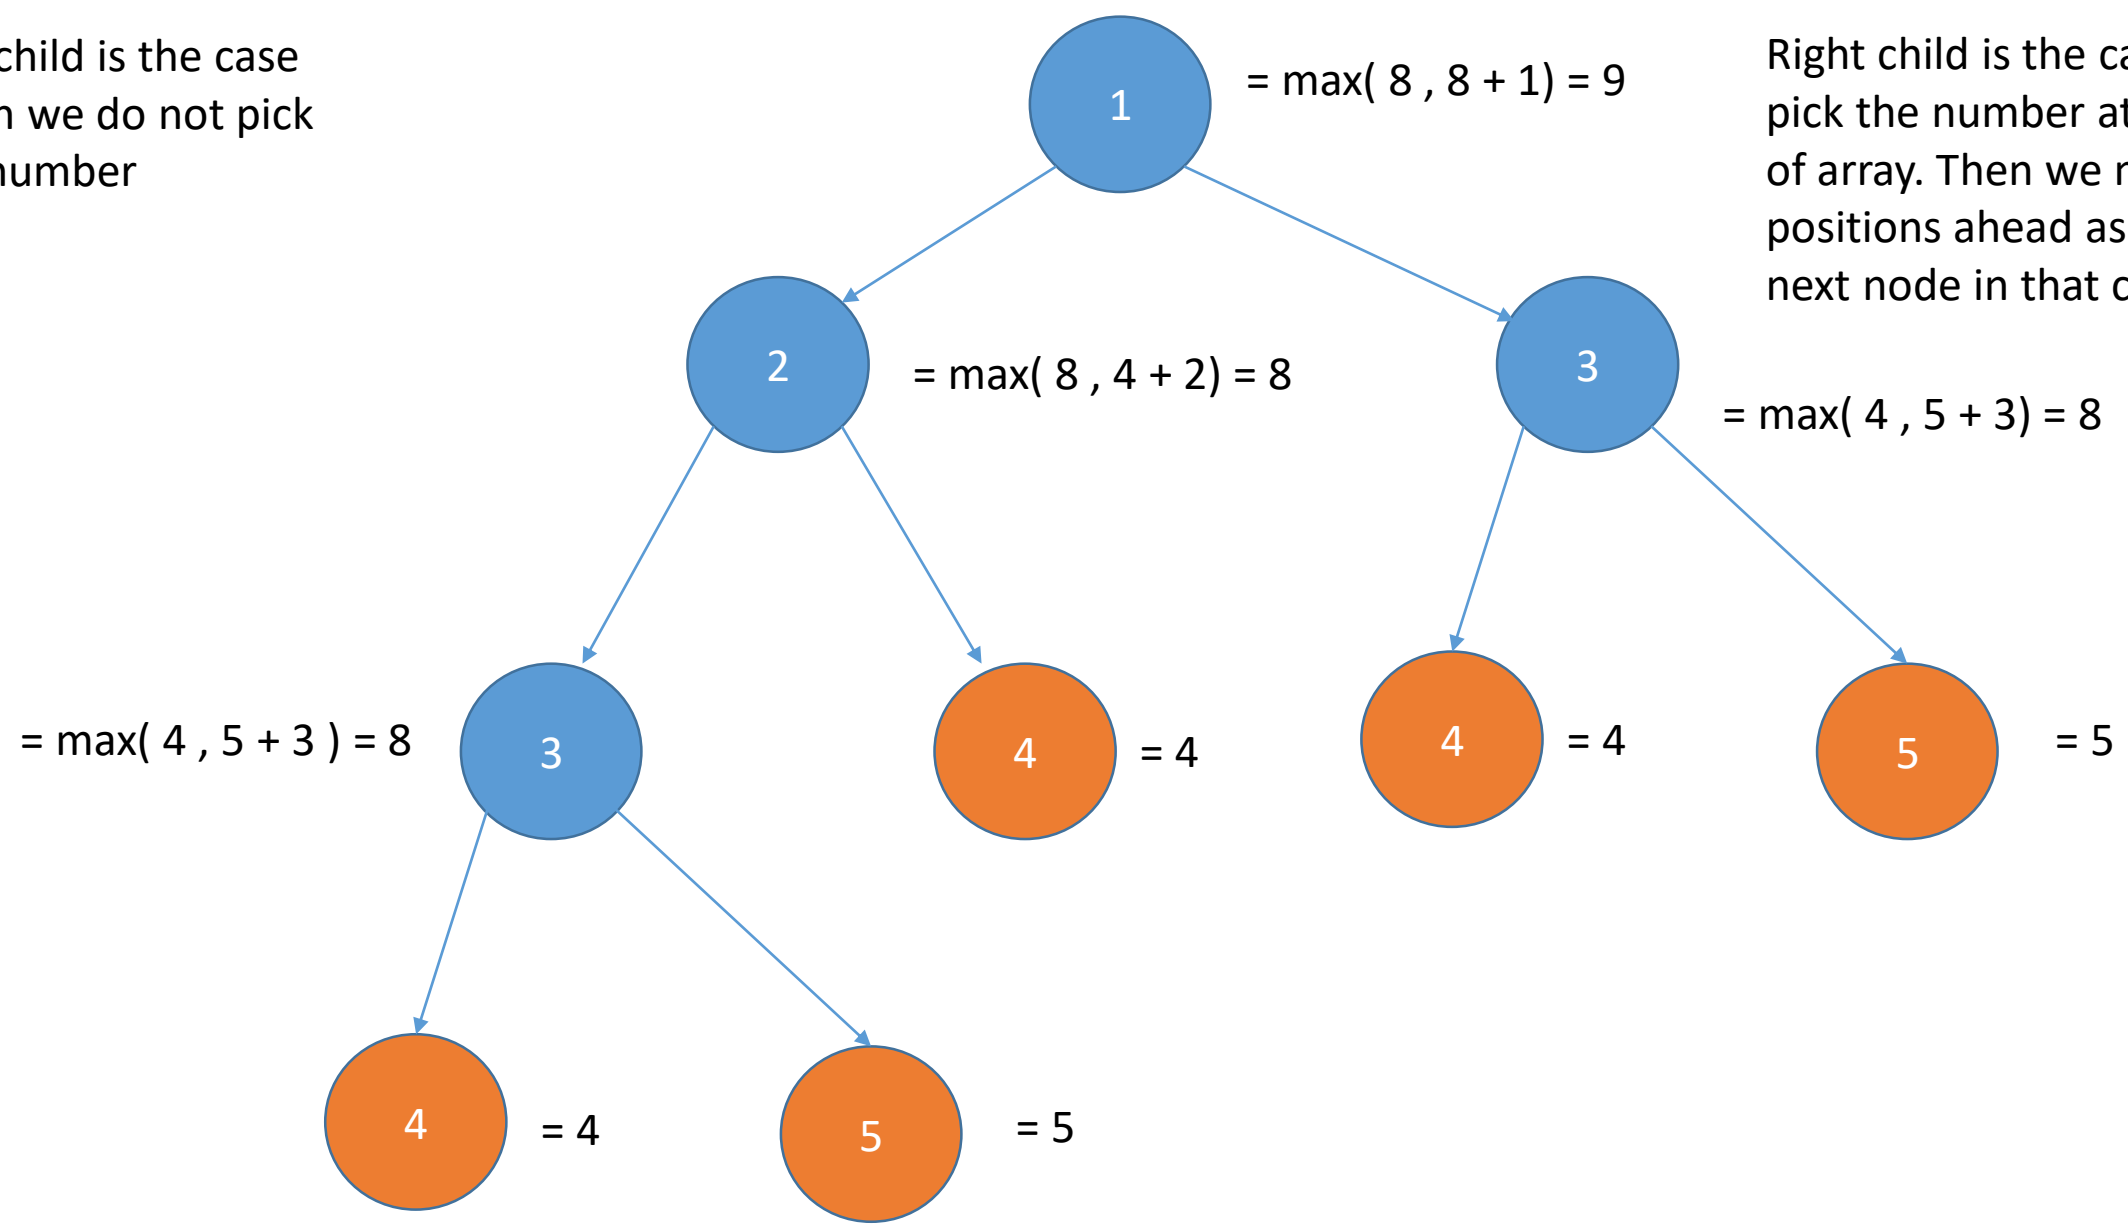 child is the case
we do not pick
number
1
= max( 8 , 8 + 1) = 9
Right child is the
pick the number at
of array. Then we
positions ahead as
next node in that
2
= max( 8 , 4 + 2) = 8
3
= max( 4 , 5 + 3) = 8
= max( 4 , 5 + 3 ) = 8
3
4
= 4
4
= 4
5
= 5
4
= 4
5
= 5